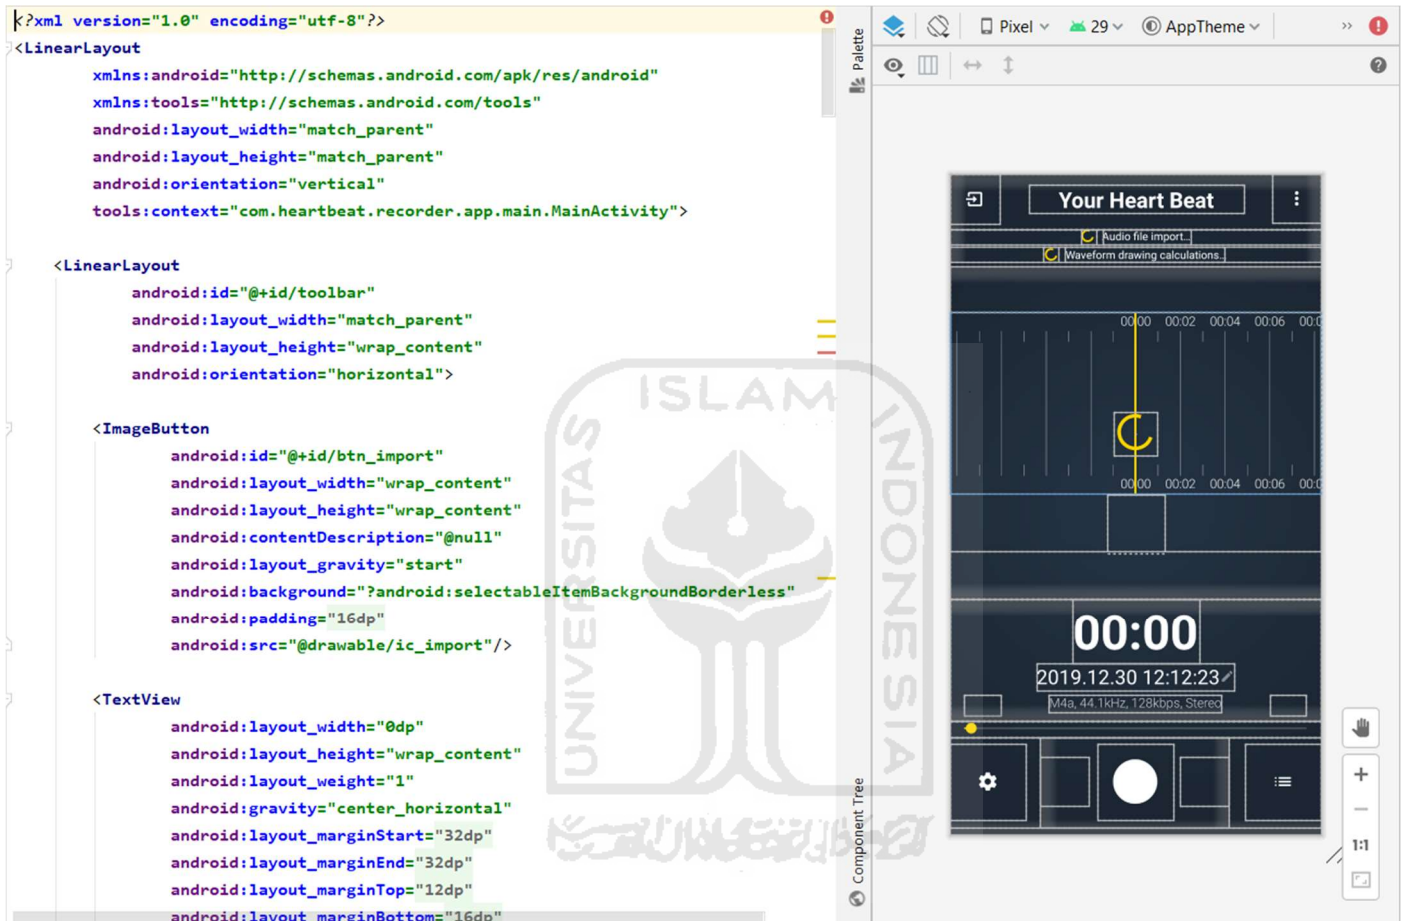 <?xml version="1.0" encoding="utf-8"?>
<LinearLayout
xmlns:android="http://schemas.android.com/apk/res/android"
xmlns:tools="http://schemas.android.com/tools"
android:layout_width="match_parent"
android:layout_height="match_parent"
android:orientation="vertical"
tools:context="com.heartbeat.recorder.app.main.MainActivity">
<LinearLayout
android:id="@+id/toolbar"
android:layout_width="match_parent"
android:layout_height="wrap_content"
android:orientation="horizontal">
<ImageButton
android:id="@+id/btn_import"
android:layout_width="wrap_content"
android:layout_height="wrap_content"
android:contentDescription="@null"
android:layout_gravity="start"
android:background="?android:selectableItemBackgroundBorderless"
android:padding="16dp"
android:src="@drawable/ic_import"/>
<TextView
android:layout_width="0dp"
android:layout_height="wrap_content"
android:layout_weight="1"
android:gravity="center_horizontal"
android:layout_marginStart="32dp"
android:layout_marginEnd="32dp"
android:layout_marginTop="12dp"
android:layout_marginBottom="16dp"
Palette
Component Tree
Pixel
29
AppTheme
Your Heart Beat
Audio file import...
Waveform drawing calculations...
00:00 00:02 00:04 00:06 00:0
00:00 00:02 00:04 00:06 00:0
00:00
2019.12.30 12:12:23
M4a, 44.1kHz, 128kbps, Stereo
1:1
UNIVERSITAS
ISLAM
INDONESIA